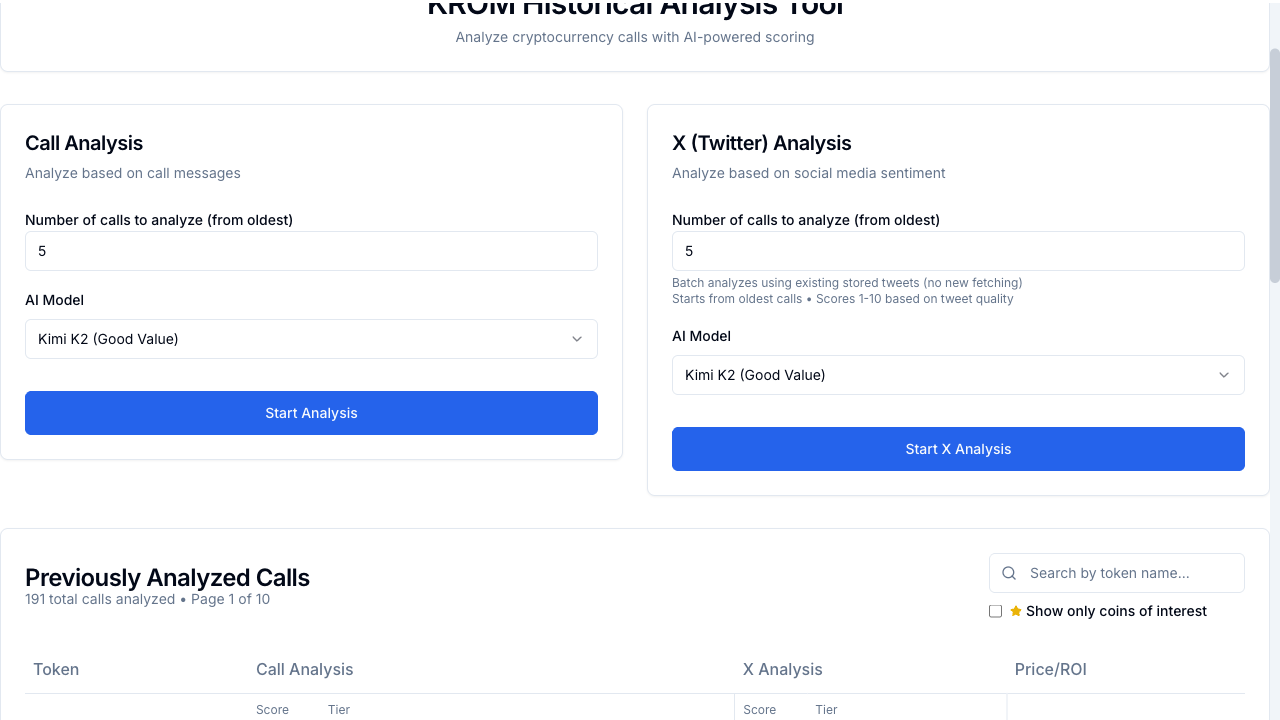 KROM Historical Analysis Tool
Analyze cryptocurrency calls with AI-powered scoring
Call Analysis
Analyze based on call messages
Number of calls to analyze (from oldest)
5
AI Model
Kimi K2 (Good Value)
Start Analysis
X (Twitter) Analysis
Analyze based on social media sentiment
Number of calls to analyze (from oldest)
5
Batch analyzes using existing stored tweets (no new fetching)
Starts from oldest calls • Scores 1-10 based on tweet quality
AI Model
Kimi K2 (Good Value)
Start X Analysis
Previously Analyzed Calls
191 total calls analyzed • Page 1 of 10
Search by token name...
Show only coins of interest
Token Call Analysis X Analysis Price/ROI
Score Tier Score Tier